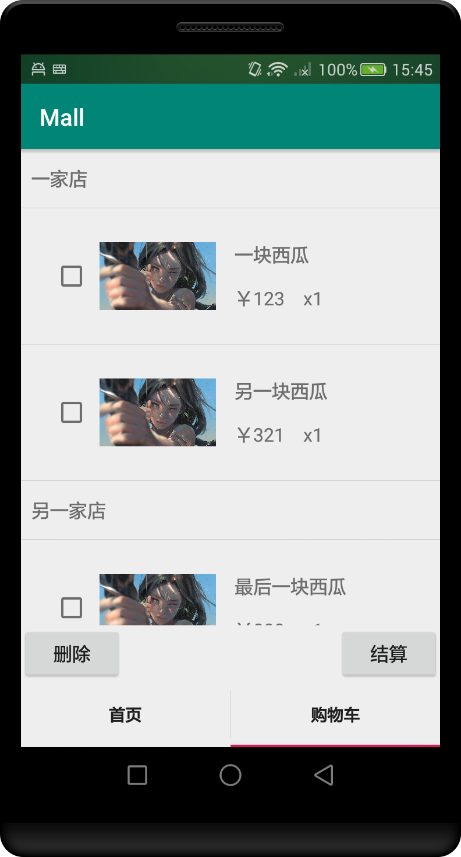 100% 15:45
Mall
一家店
一块西瓜
￥123 x1
另一块西瓜
￥321 x1
另一家店
最后一块西瓜
删除 结算
首页 购物车